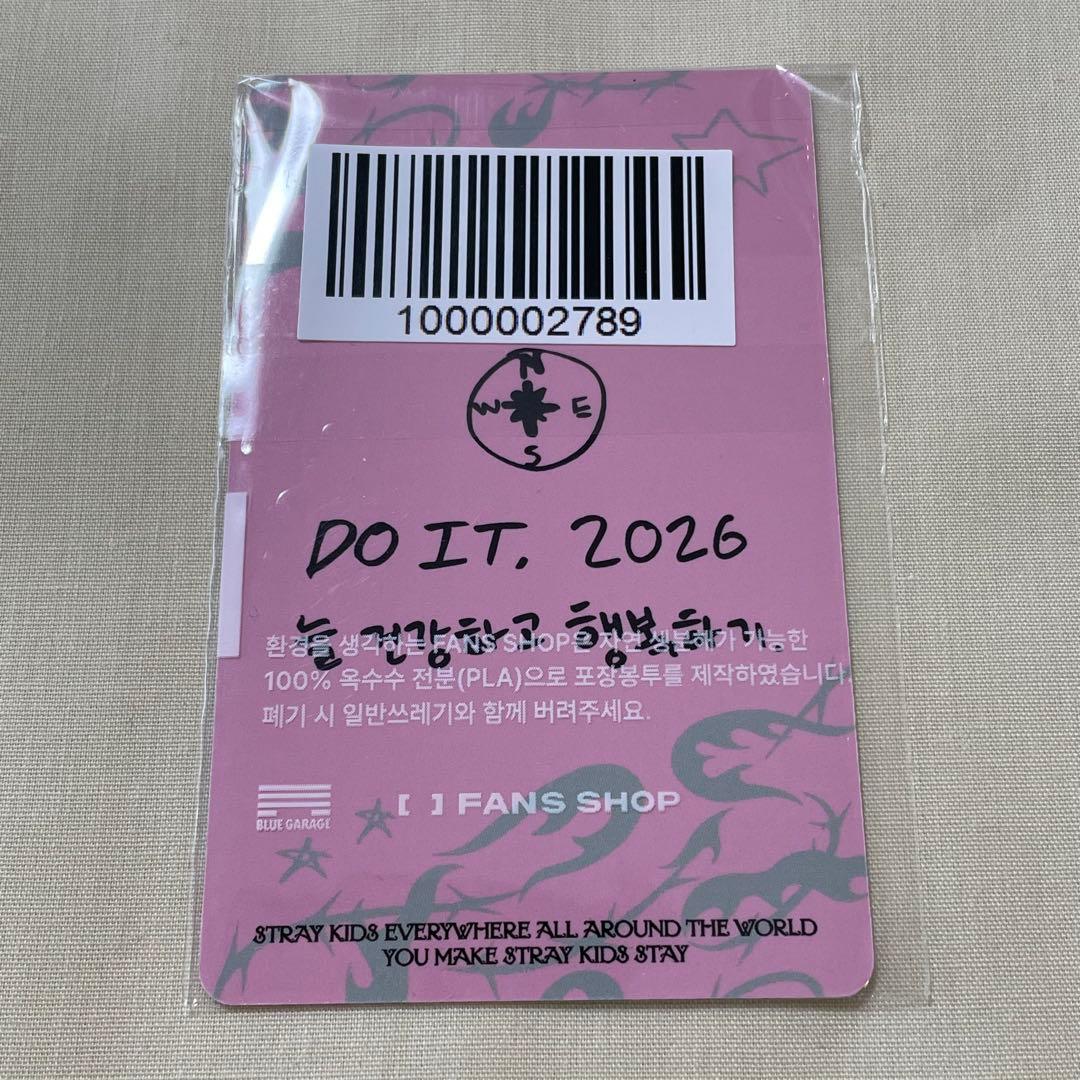 1000002789
N
W E
S
DO IT. 2026
늘 건강하고 행복하기
환경을 생각하는 FANS SHOP은 자연 생분해가 가능한
100% 옥수수 전분(PLA)으로 포장봉투를 제작하였습니다.
폐기 시 일반쓰레기와 함께 버려주세요.
BLUE GARAGE
[ ] FANS SHOP
STRAY KIDS EVERYWHERE ALL AROUND THE WORLD
YOU MAKE STRAY KIDS STAY